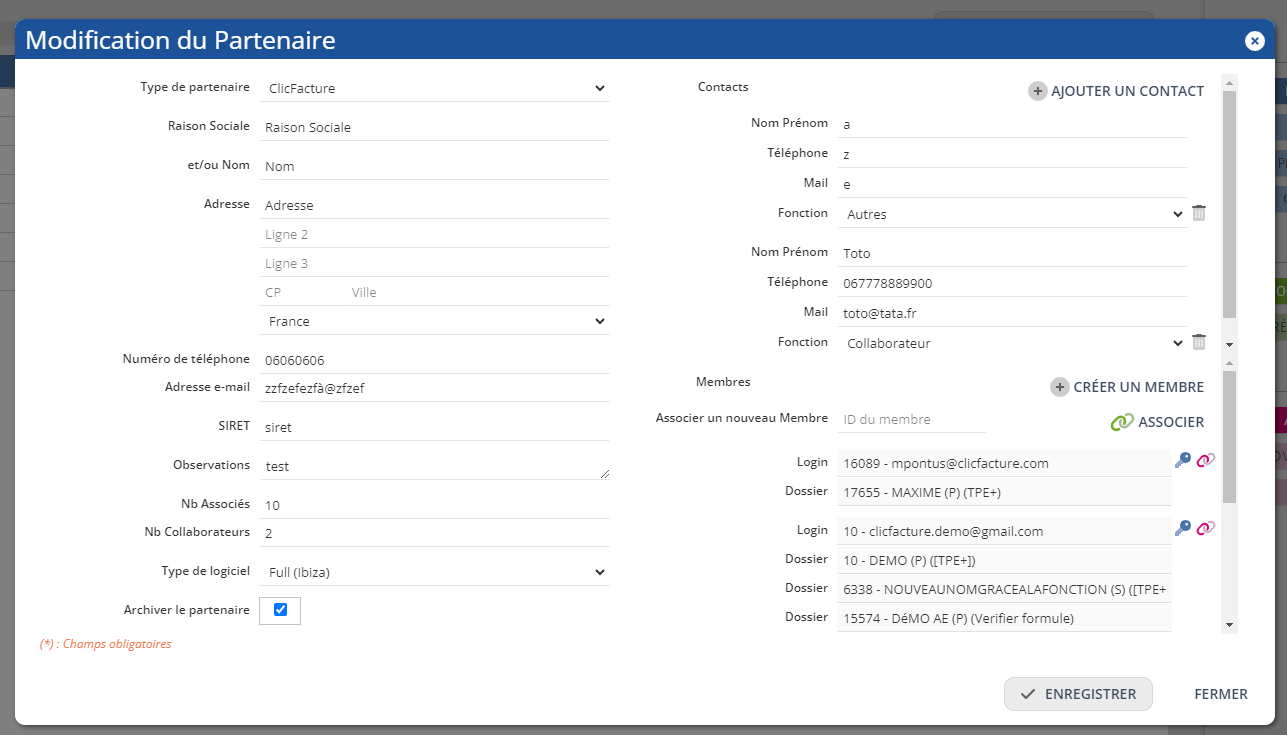 Modification du Partenaire
Type de partenaire ClicFacture
Raison Sociale Raison Sociale
et/ou Nom Nom
Adresse Adresse
Ligne 2
Ligne 3
CP Ville
France
Numéro de téléphone 06060606
Adresse e-mail zzfzefezfà@zfzef
SIRET siret
Observations test
Nb Associés 10
Nb Collaborateurs 2
Type de logiciel Full (Ibiza)
Archiver le partenaire
(*) : Champs obligatoires
Contacts AJOUTER UN CONTACT
Nom Prénom a
Téléphone z
Mail e
Fonction Autres
Nom Prénom Toto
Téléphone 067778889900
Mail toto@tata.fr
Fonction Collaborateur
Membres CRÉER UN MEMBRE
Associer un nouveau Membre ID du membre ASSOCIER
Login 16089 - mpontus@clicfacture.com
Dossier 17655 - MAXIME (P) (TPE+)
Login 10 - clicfacture.demo@gmail.com
Dossier 10 - DEMO (P) ([TPE+])
Dossier 6338 - NOUVEAUNOMGRACEALAFONCTION (S) ([TPE+
Dossier 15574 - DéMO AE (P) (Verifier formule)
ENREGISTRER FERMER